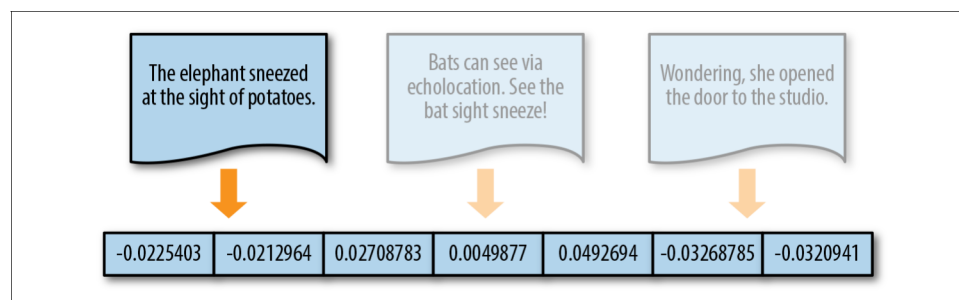 The elephant sneezed
at the sight of potatoes.
Bats can see via
echolocation. See the
bat sight sneeze!
Wondering, she opened
the door to the studio.
-0.0225403 -0.0212964 0.02708783 0.0049877 0.0492694 -0.03268785 -0.0320941